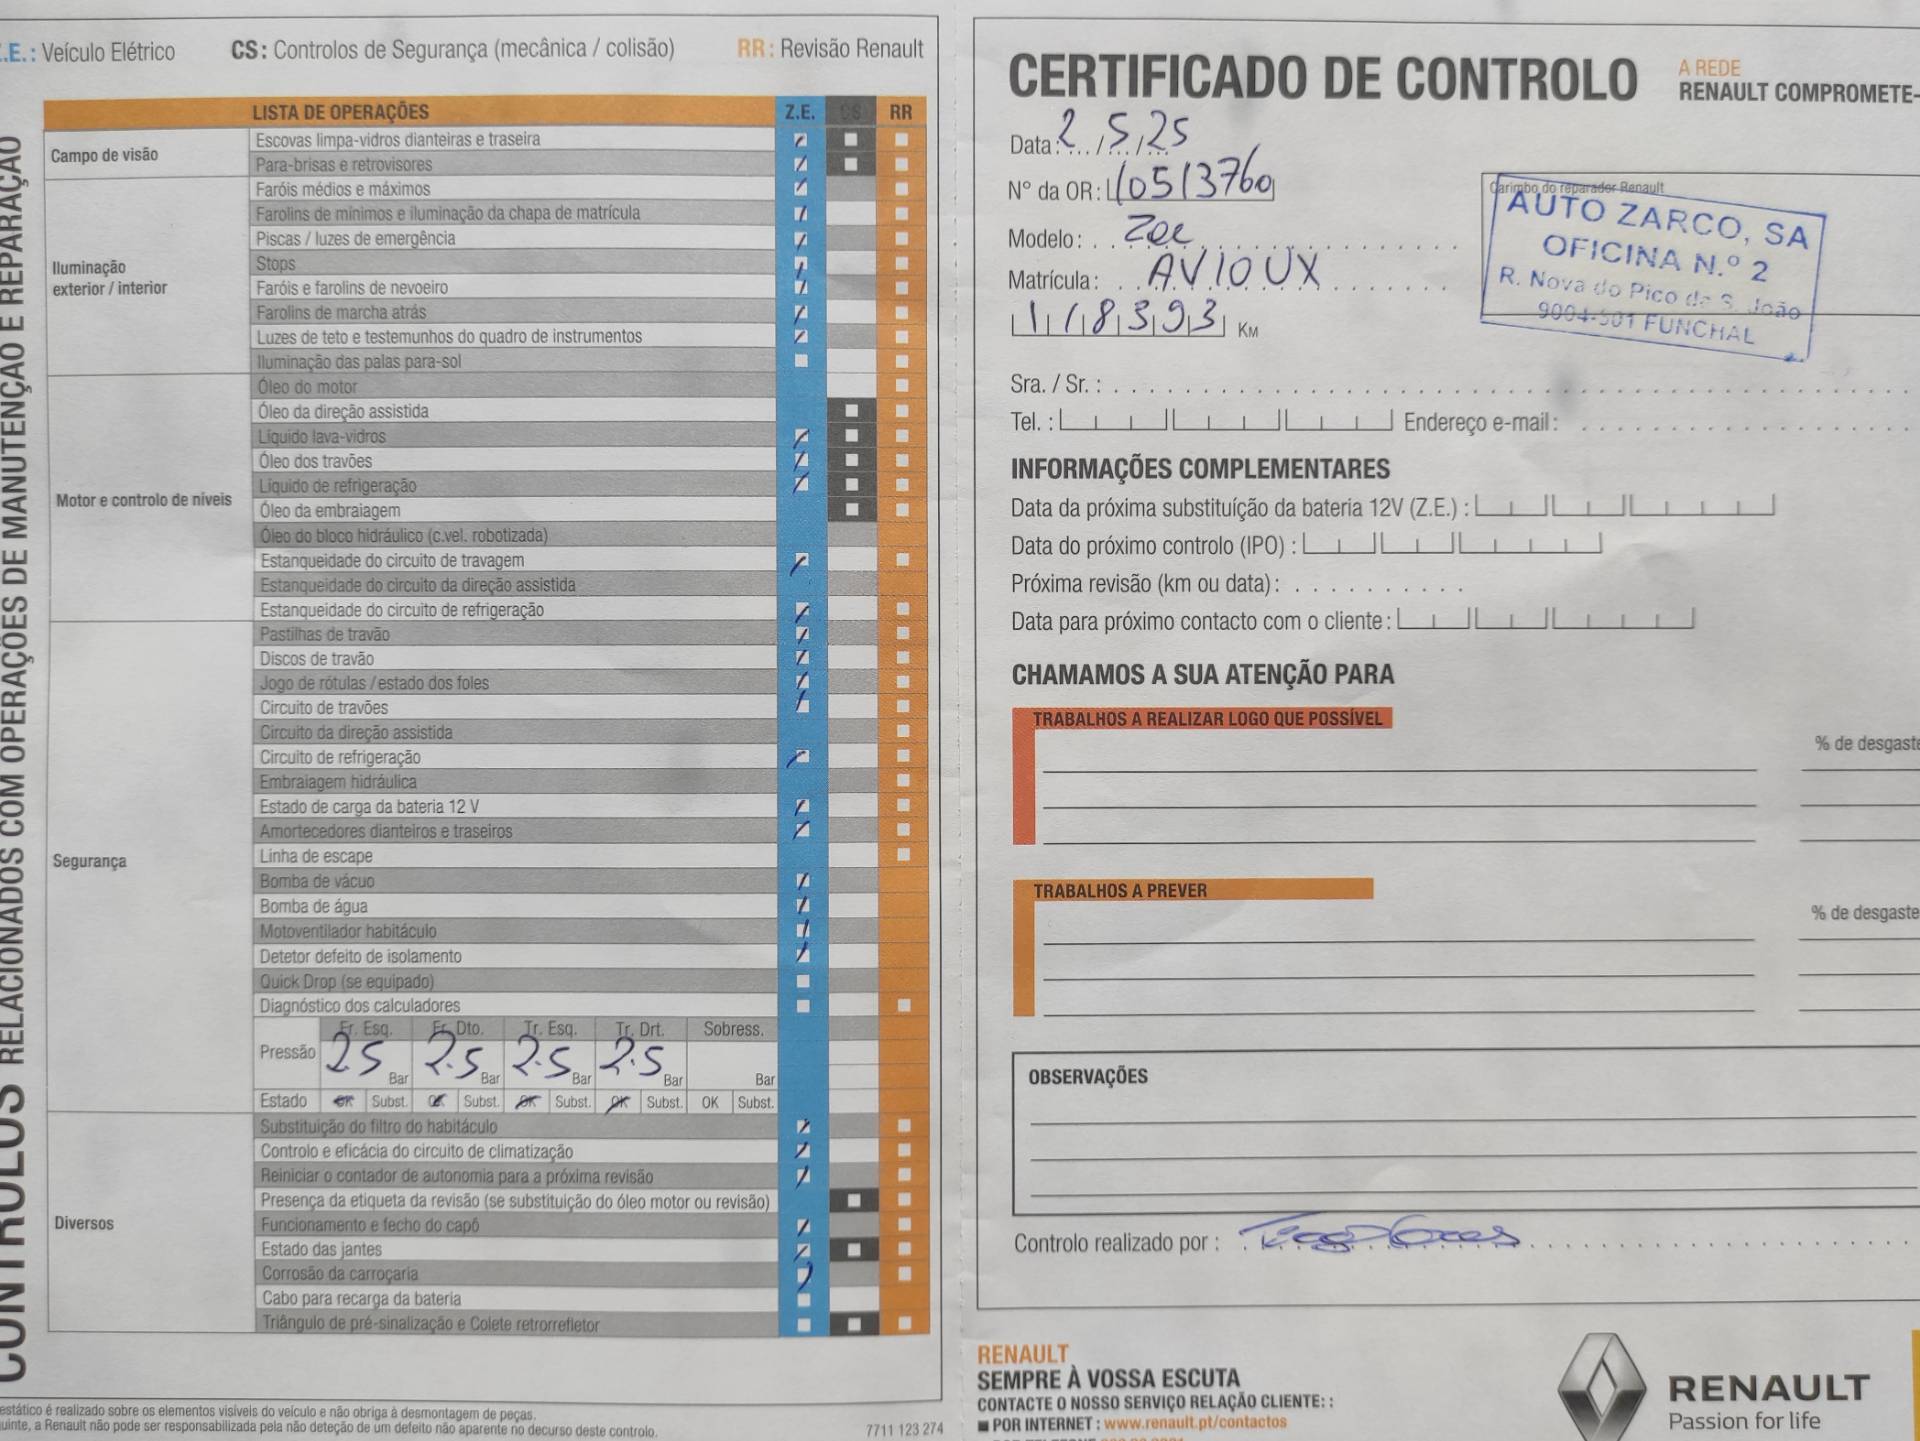 .E.: Veículo Elétrico CS: Controlos de Segurança (mecânica / colisão) RR: Revisão Renault
CONTROLOS RELACIONADOS COM OPERAÇÕES DE MANUTENÇÃO E REPARAÇÃO
LISTA DE OPERAÇÕES Z.E. CS RR
Campo de visão
Escovas limpa-vidros dianteiras e traseira
Para-brisas e retrovisores
Iluminação
exterior / interior
Faróis médios e máximos
Farolins de mínimos e iluminação da chapa de matrícula
Piscas / luzes de emergência
Stops
Faróis e farolins de nevoeiro
Farolins de marcha atrás
Luzes de teto e testemunhos do quadro de instrumentos
Iluminação das palas para-sol
Motor e controlo de níveis
Óleo do motor
Óleo da direção assistida
Líquido lava-vidros
Óleo dos travões
Líquido de refrigeração
Óleo da embraiagem
Óleo do bloco hidráulico (c.vel. robotizada)
Estanqueidade do circuito de travagem
Estanqueidade do circuito da direção assistida
Estanqueidade do circuito de refrigeração
Segurança
Pastilhas de travão
Discos de travão
Jogo de rótulas /estado dos foles
Circuito de travões
Circuito da direção assistida
Circuito de refrigeração
Embraiagem hidráulica
Estado de carga da bateria 12 V
Amortecedores dianteiros e traseiros
Linha de escape
Bomba de vácuo
Bomba de água
Motoventilador habitáculo
Detetor defeito de isolamento
Quick Drop (se equipado)
Diagnóstico dos calculadores
Fr. Esq. Fr. Dto. Tr. Esq. Tr. Drt. Sobress.
Pressão 2.5 Bar 2.5 Bar 2.5 Bar 2.5 Bar Bar
Estado OK Subst. OK Subst. OK Subst. OK Subst. OK Subst.
Diversos
Substituição do filtro do habitáculo
Controlo e eficácia do circuito de climatização
Reiniciar o contador de autonomia para a próxima revisão
Presença da etiqueta da revisão (se substituição do óleo motor ou revisão)
Funcionamento e fecho do capô
Estado das jantes
Corrosão da carroçaria
Cabo para recarga da bateria
Triângulo de pré-sinalização e Colete retrorrefletor
estático é realizado sobre os elementos visíveis do veículo e não obriga à desmontagem de peças.
uinte, a Renault não pode ser responsabilizada pela não deteção de um defeito não aparente no decurso deste controlo.
7711 123 274
CERTIFICADO DE CONTROLO
A REDE
RENAULT COMPROMETE-
Data: 2/5/25
Nº da OR: 10513760
Modelo: Zoe
Matrícula: AV10UX
118393 KM
Carimbo do reparador Renault
AUTO ZARCO, SA
OFICINA N.º 2
R. Nova do Pico de S. João
9004-501 FUNCHAL
Sra. / Sr. :
Tel. : Endereço e-mail :
INFORMAÇÕES COMPLEMENTARES
Data da próxima substituíção da bateria 12V (Z.E.) :
Data do próximo controlo (IPO) :
Próxima revisão (km ou data) :
Data para próximo contacto com o cliente :
CHAMAMOS A SUA ATENÇÃO PARA
TRABALHOS A REALIZAR LOGO QUE POSSÍVEL
% de desgaste
TRABALHOS A PREVER
% de desgaste
OBSERVAÇÕES
Controlo realizado por :
RENAULT
SEMPRE À VOSSA ESCUTA
CONTACTE O NOSSO SERVIÇO RELAÇÃO CLIENTE: :
■ POR INTERNET : www.renault.pt/contactos
RENAULT
Passion for life